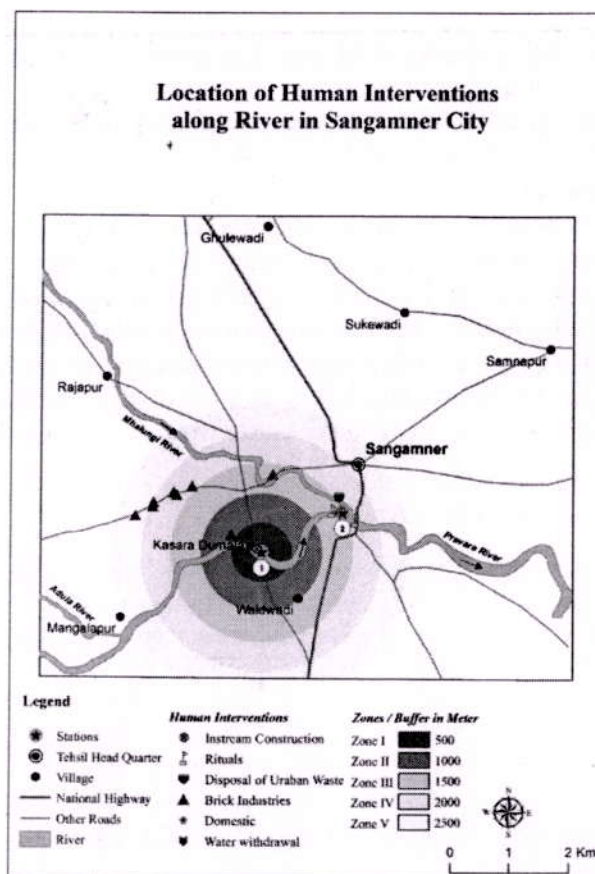 Location of Human Interventions
along River in Sangamner City
Ghulewadi
Sukewadi
Samnapur
Rajapur
Mhalungi River
Sangamner
2
Kasara Dumala
1
Pravara River
Waldwadi
Adula River
Mangalapur
Legend
Stations
Tehsil Head Quarter
Village
National Highway
Other Roads
River
Human Interventions
Instream Construction
Rituals
Disposal of Uraban Waste
Brick Industries
Domestic
Water withdrawal
Zones / Buffer in Meter
Zone I 500
Zone II 1000
Zone III 1500
Zone IV 2000
Zone V 2500
N
W E
S
0 1 2 Km